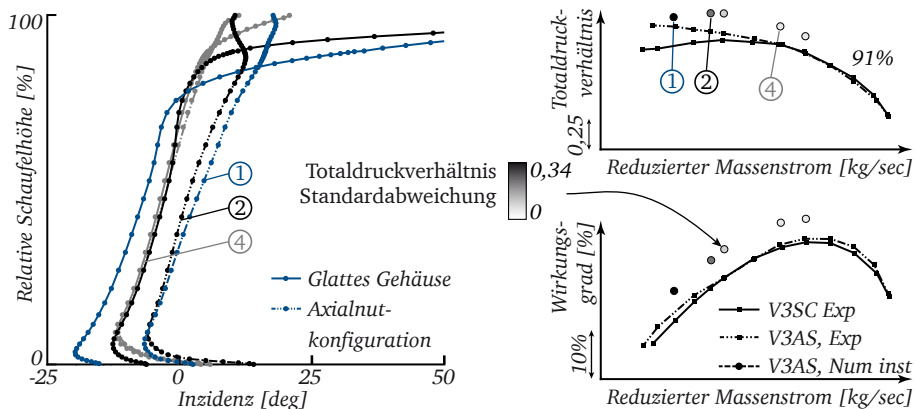 100
Relative Schaufelhöhe [%]
0
-25
0
25
50
Inzidenz [deg]
1
2
4
Glattes Gehäuse
Axialnut-
konfiguration
Totaldruckverhältnis
Standardabweichung
0,34
0
Totaldruck-
verhältnis
0,25
1
2
4
91%
Reduzierter Massenstrom [kg/sec]
Wirkungs-
grad [%]
10%
V3SC Exp
V3AS, Exp
V3AS, Num inst
Reduzierter Massenstrom [kg/sec]